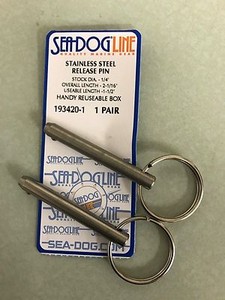 SEA-DOG LINE
QUALITY MARINE GEAR
STAINLESS STEEL
RELEASE PIN
STOCK DIA. - 1/4"
OVERALL LENGTH - 2-1/16"
USEABLE LENGTH -1-1/2"
HANDY REUSEABLE BOX
193420-1 1 PAIR
SEA-DOG LINE
SEA-DOG.COM